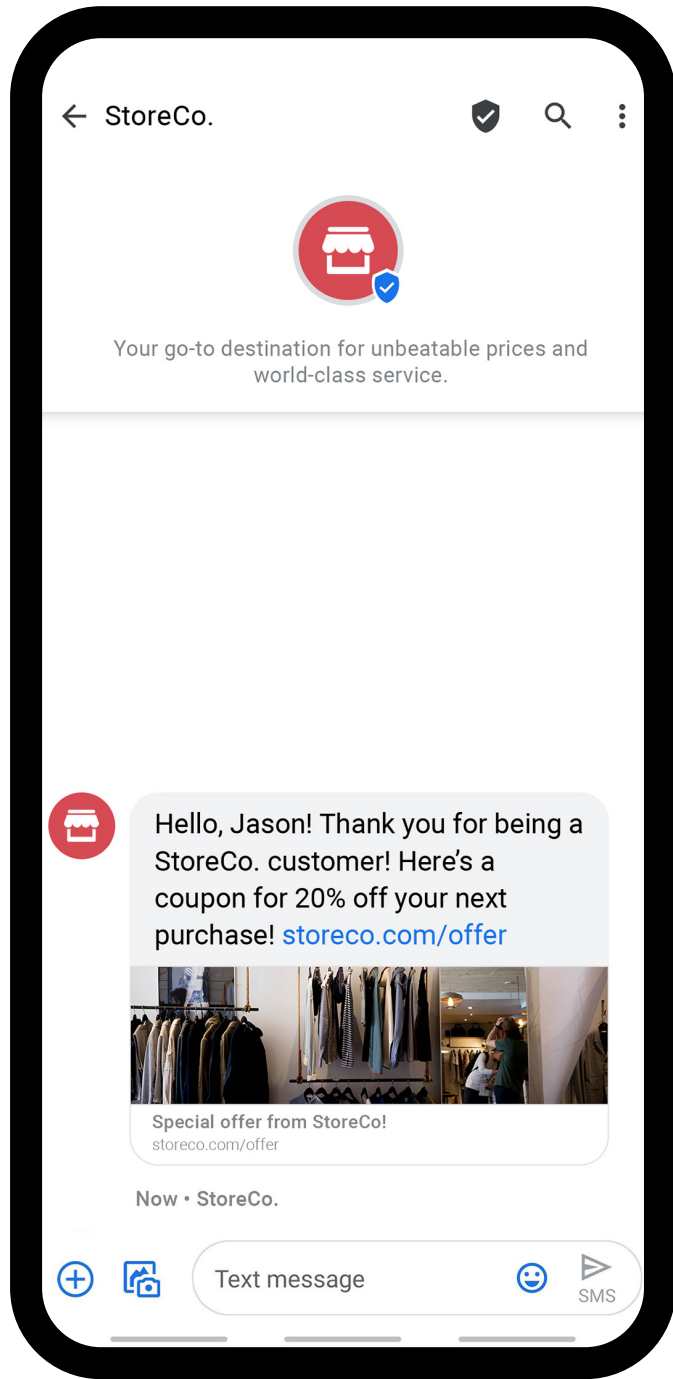 StoreCo.
Your go-to destination for unbeatable prices and
world-class service.
Hello, Jason! Thank you for being a
StoreCo. customer! Here’s a
coupon for 20% off your next
purchase! storeco.com/offer
Special offer from StoreCo!
storeco.com/offer
Now • StoreCo.
Text message
SMS